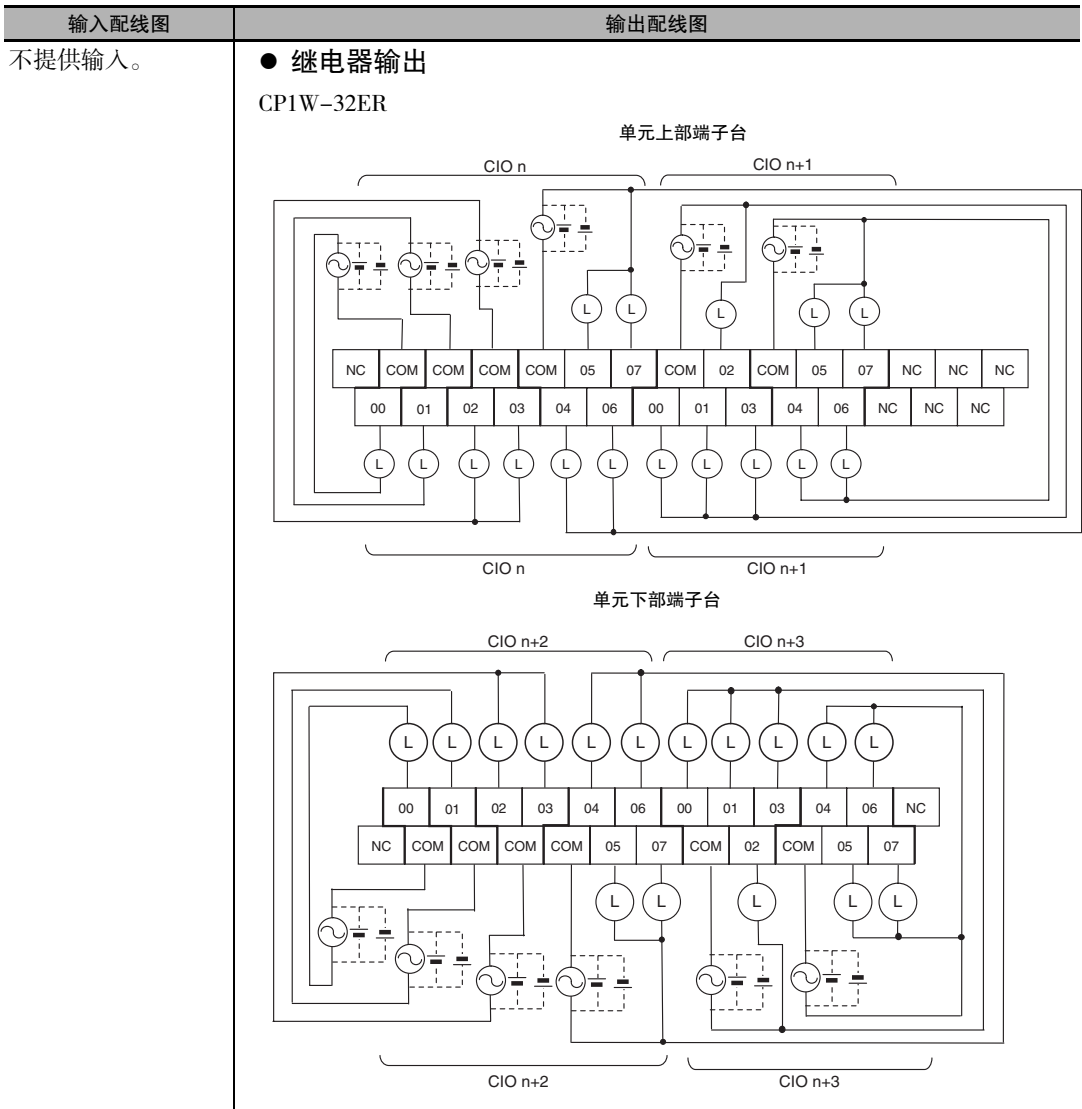 输入配线图 输出配线图
不提供输入。
● 继电器输出
CP1W-32ER
单元上部端子台
CIO n CIO n+1
L L L L L
NC COM COM COM COM 05 07 COM 02 COM 05 07 NC NC NC
00 01 02 03 04 06 00 01 03 04 06 NC NC NC
L L L L L L L L L L L
CIO n CIO n+1
单元下部端子台
CIO n+2 CIO n+3
L L L L L L L L L L L
00 01 02 03 04 06 00 01 03 04 06 NC
NC COM COM COM COM 05 07 COM 02 COM 05 07
L L L L L
CIO n+2 CIO n+3